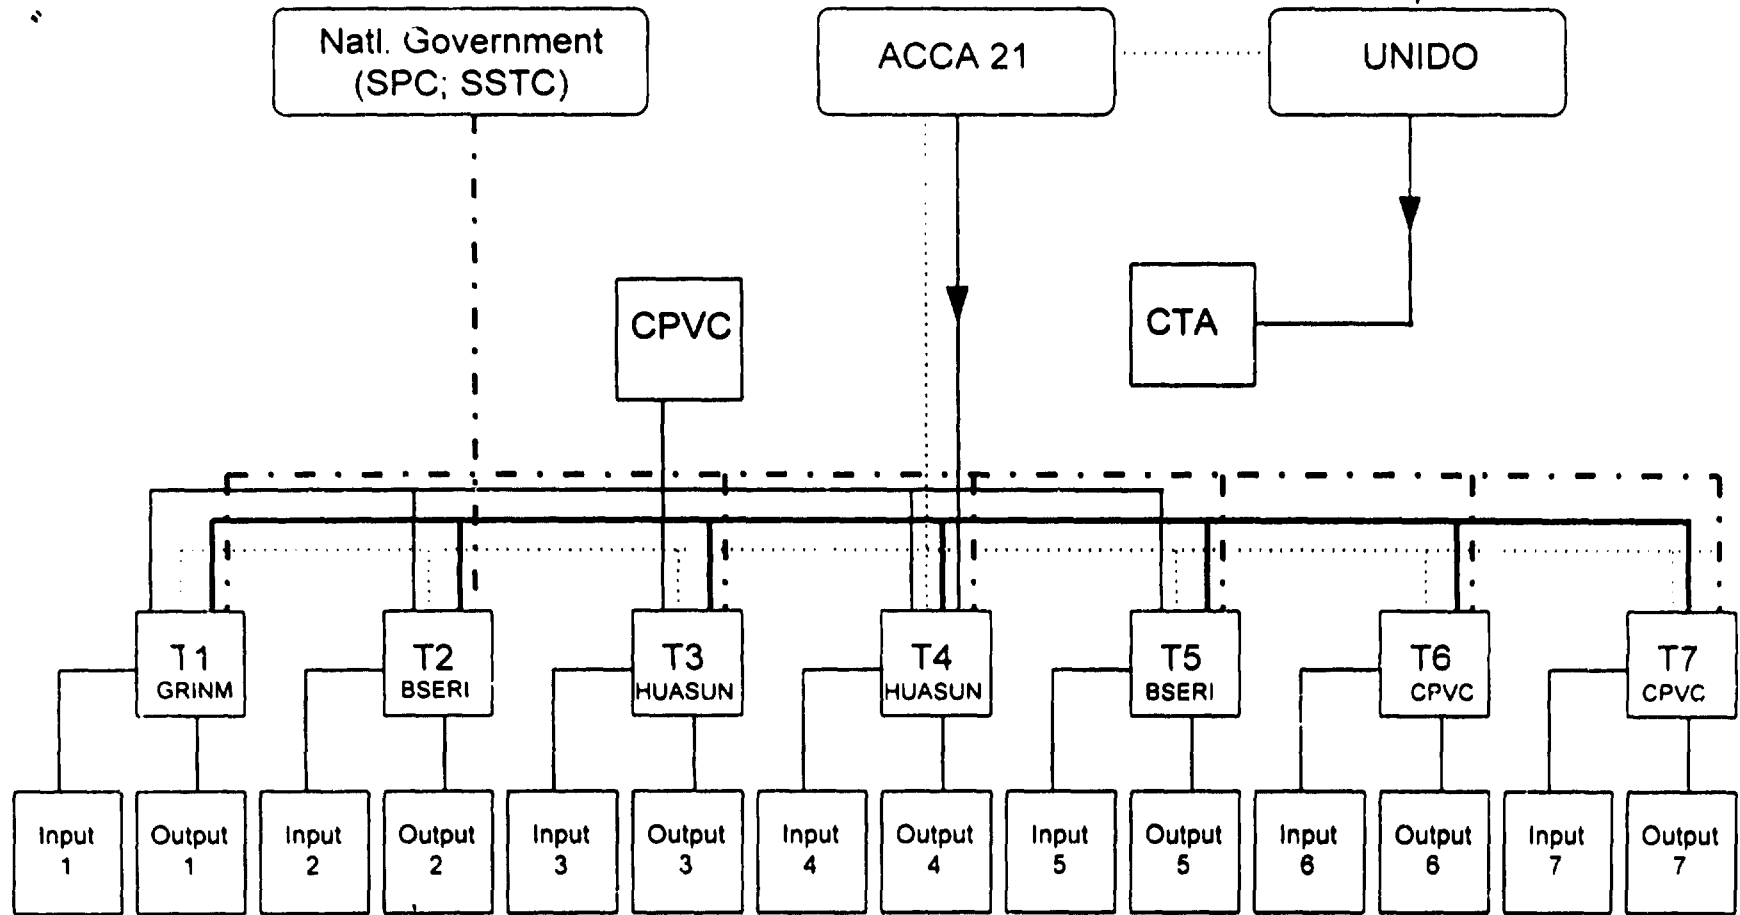 Natl. Government
(SPC; SSTC)
ACCA 21
UNIDO
CPVC
CTA
T1
GRINM
T2
BSERI
T3
HUASUN
T4
HUASUN
T5
BSERI
T6
CPVC
T7
CPVC
Input
1
Output
1
Input
2
Output
2
Input
3
Output
3
Input
4
Output
4
Input
5
Output
5
Input
6
Output
6
Input
7
Output
7